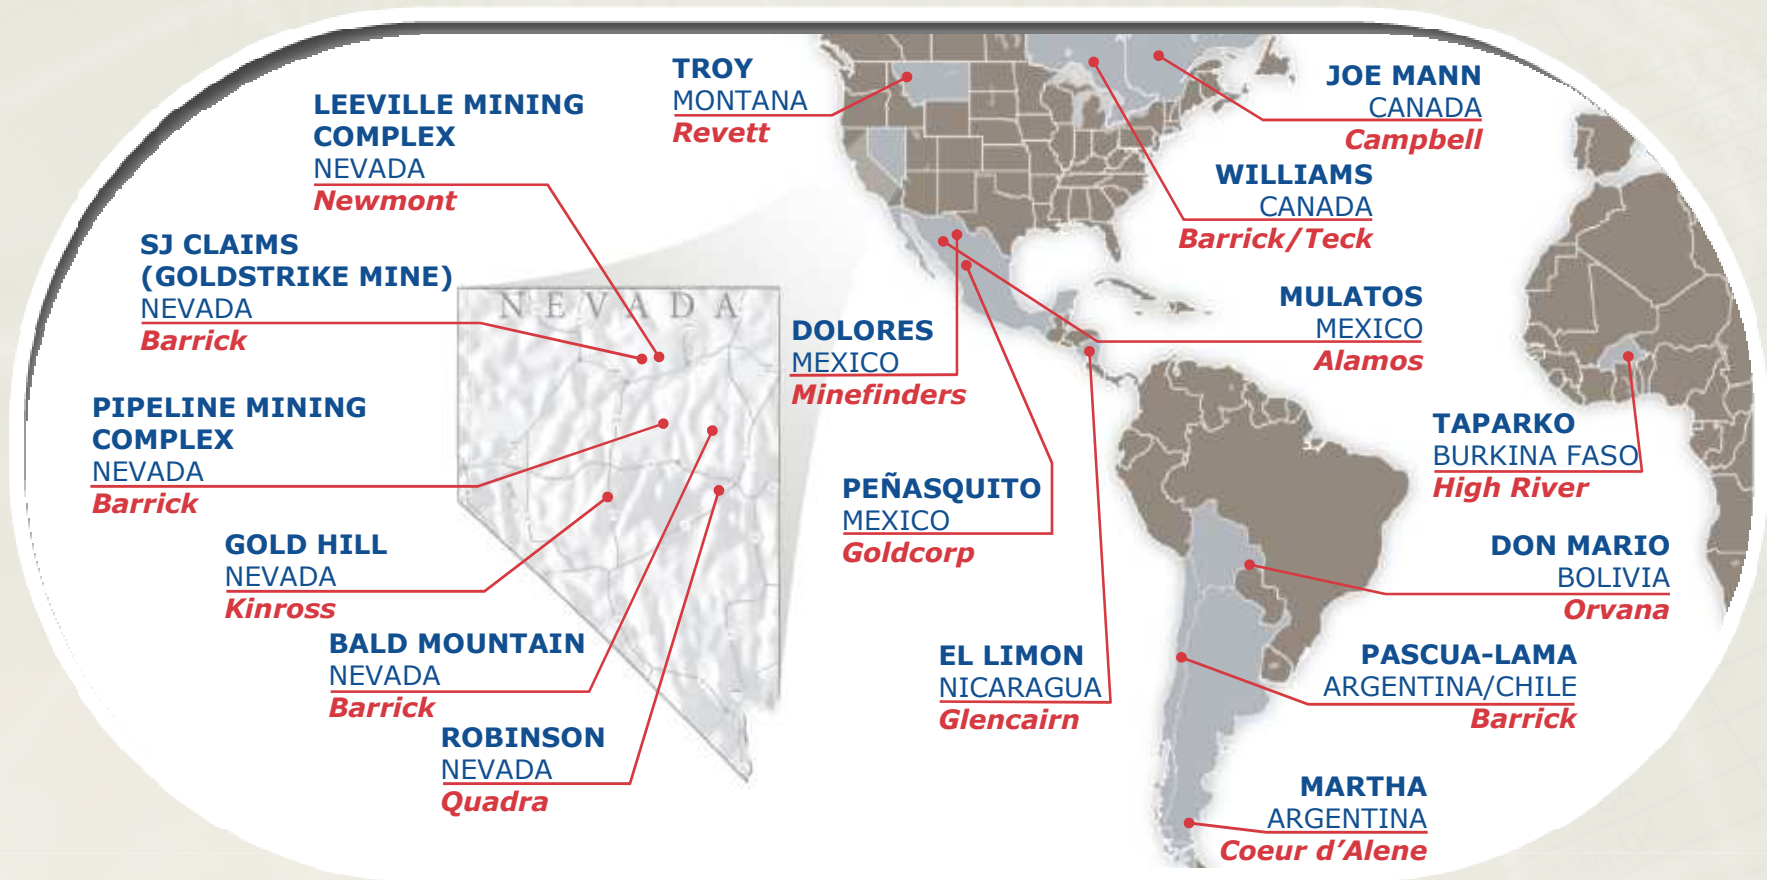 TROY
MONTANA
Revett
JOE MANN
CANADA
Campbell
LEEVILLE MINING
COMPLEX
NEVADA
Newmont
WILLIAMS
CANADA
Barrick/Teck
SJ CLAIMS
(GOLDSTRIKE MINE)
NEVADA
Barrick
NEVADA
MULATOS
MEXICO
Alamos
DOLORES
MEXICO
Minefinders
PIPELINE MINING
COMPLEX
NEVADA
Barrick
TAPARKO
BURKINA FASO
High River
PEÑASQUITO
MEXICO
Goldcorp
GOLD HILL
NEVADA
Kinross
DON MARIO
BOLIVIA
Orvana
BALD MOUNTAIN
NEVADA
Barrick
EL LIMON
NICARAGUA
Glencairn
PASCUA-LAMA
ARGENTINA/CHILE
Barrick
ROBINSON
NEVADA
Quadra
MARTHA
ARGENTINA
Coeur d’Alene